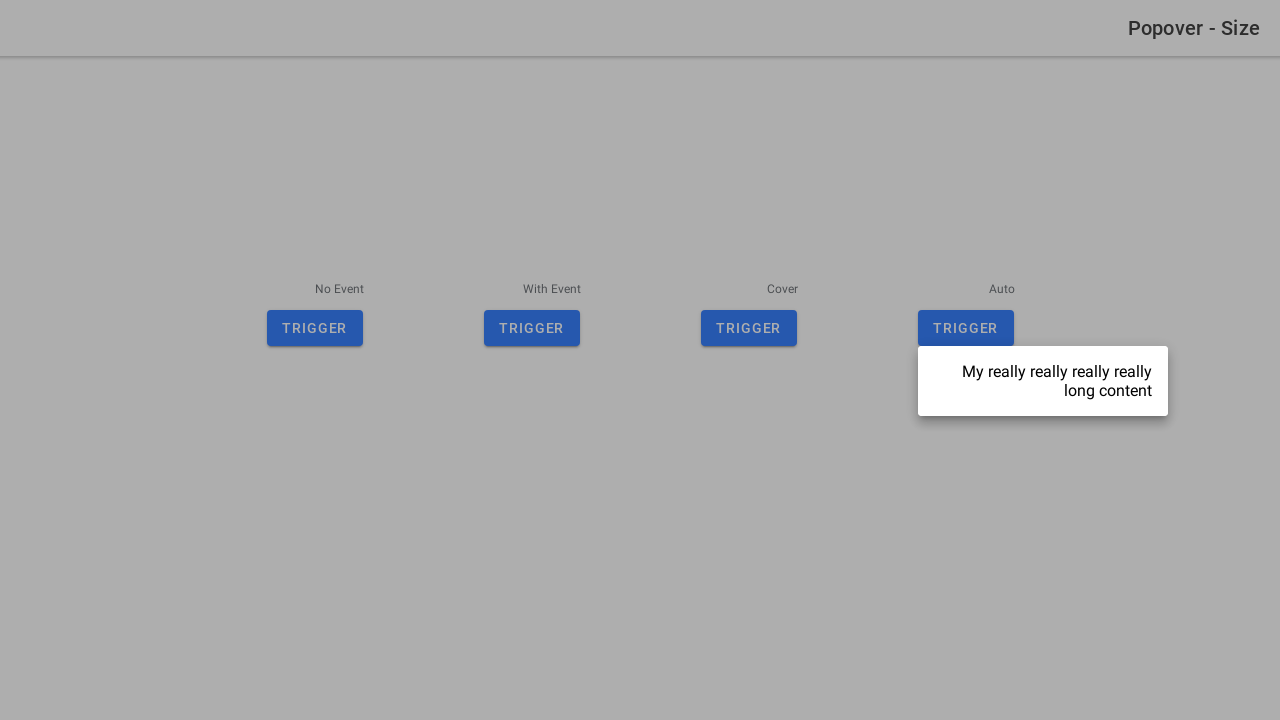 Popover - Size
No Event
With Event
Cover
Auto
TRIGGER
TRIGGER
TRIGGER
TRIGGER
My really really really really
long content